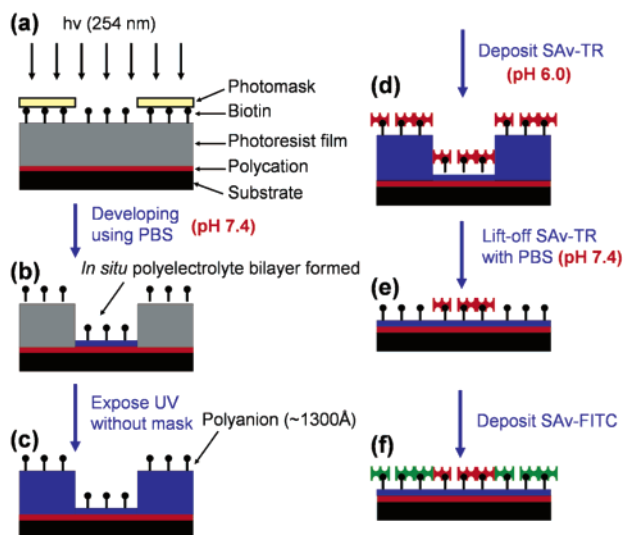 (a)
hv (254 nm)
Photomask
Biotin
Photoresist film
Polycation
Substrate
Developing
using PBS
(pH 7.4)
(b)
In situ polyelectrolyte bilayer formed
Expose UV
without mask
(c)
Polyanion (~1300Å)
Deposit SAv-TR
(pH 6.0)
(d)
Lift-off SAv-TR
with PBS (pH 7.4)
(e)
Deposit SAv-FITC
(f)